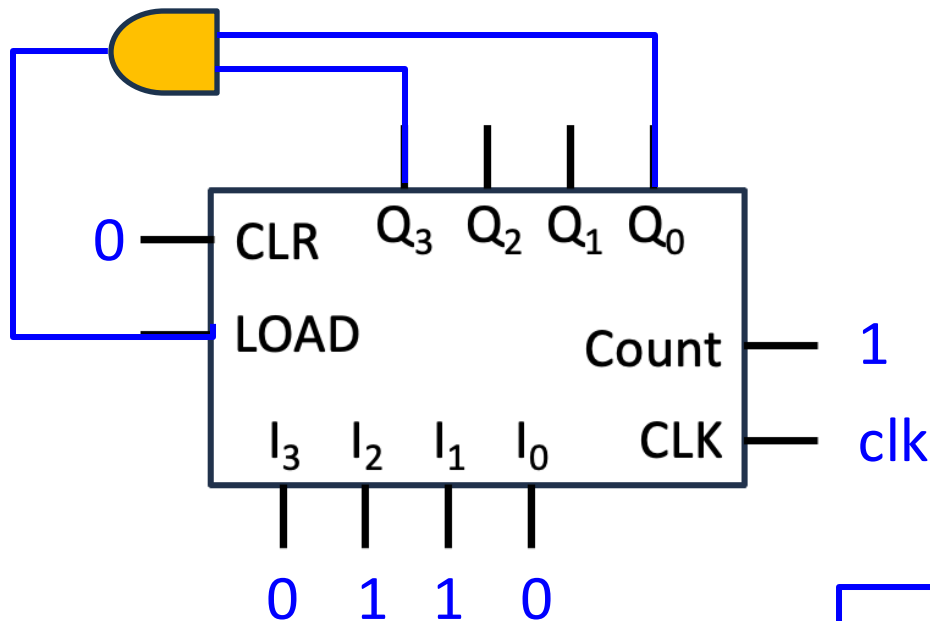 Q₃ Q₂ Q₁ Q₀
0 CLR
LOAD
Count 1
I₃ I₂ I₁ I₀
CLK clk
0 1 1 0